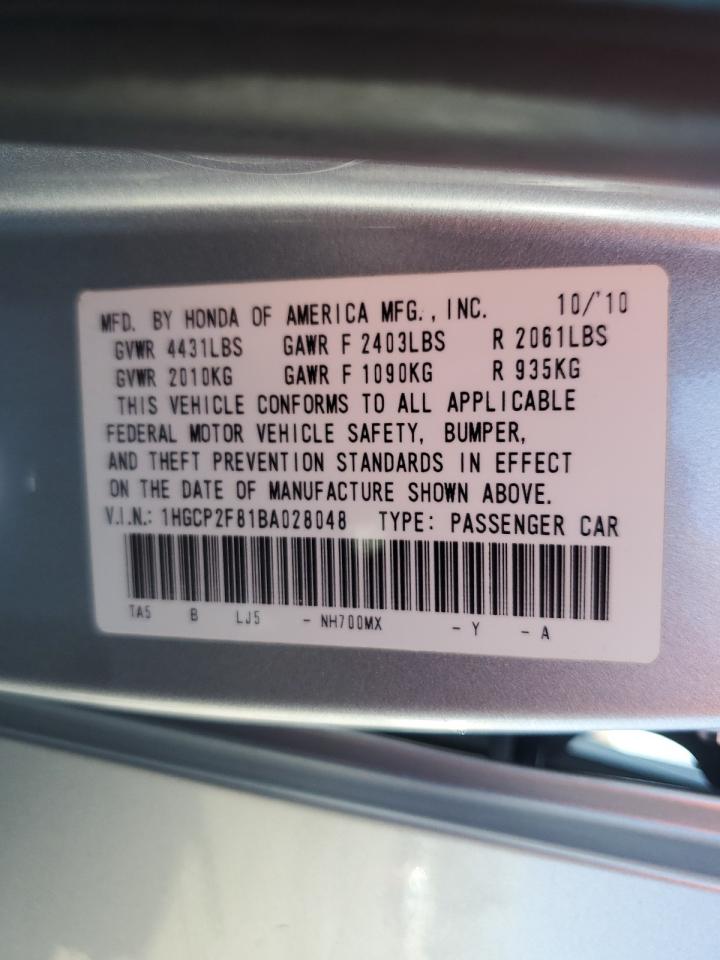 MFD. BY HONDA OF AMERICA MFG., INC. 10/'10
GVWR 4431LBS GAWR F 2403LBS R 2061LBS
GVWR 2010KG GAWR F 1090KG R 935KG
THIS VEHICLE CONFORMS TO ALL APPLICABLE
FEDERAL MOTOR VEHICLE SAFETY, BUMPER,
AND THEFT PREVENTION STANDARDS IN EFFECT
ON THE DATE OF MANUFACTURE SHOWN ABOVE.
V.I.N.: 1HGCP2F81BA028048 TYPE: PASSENGER CAR
TA5 B LJ5 - NH700MX - Y - A